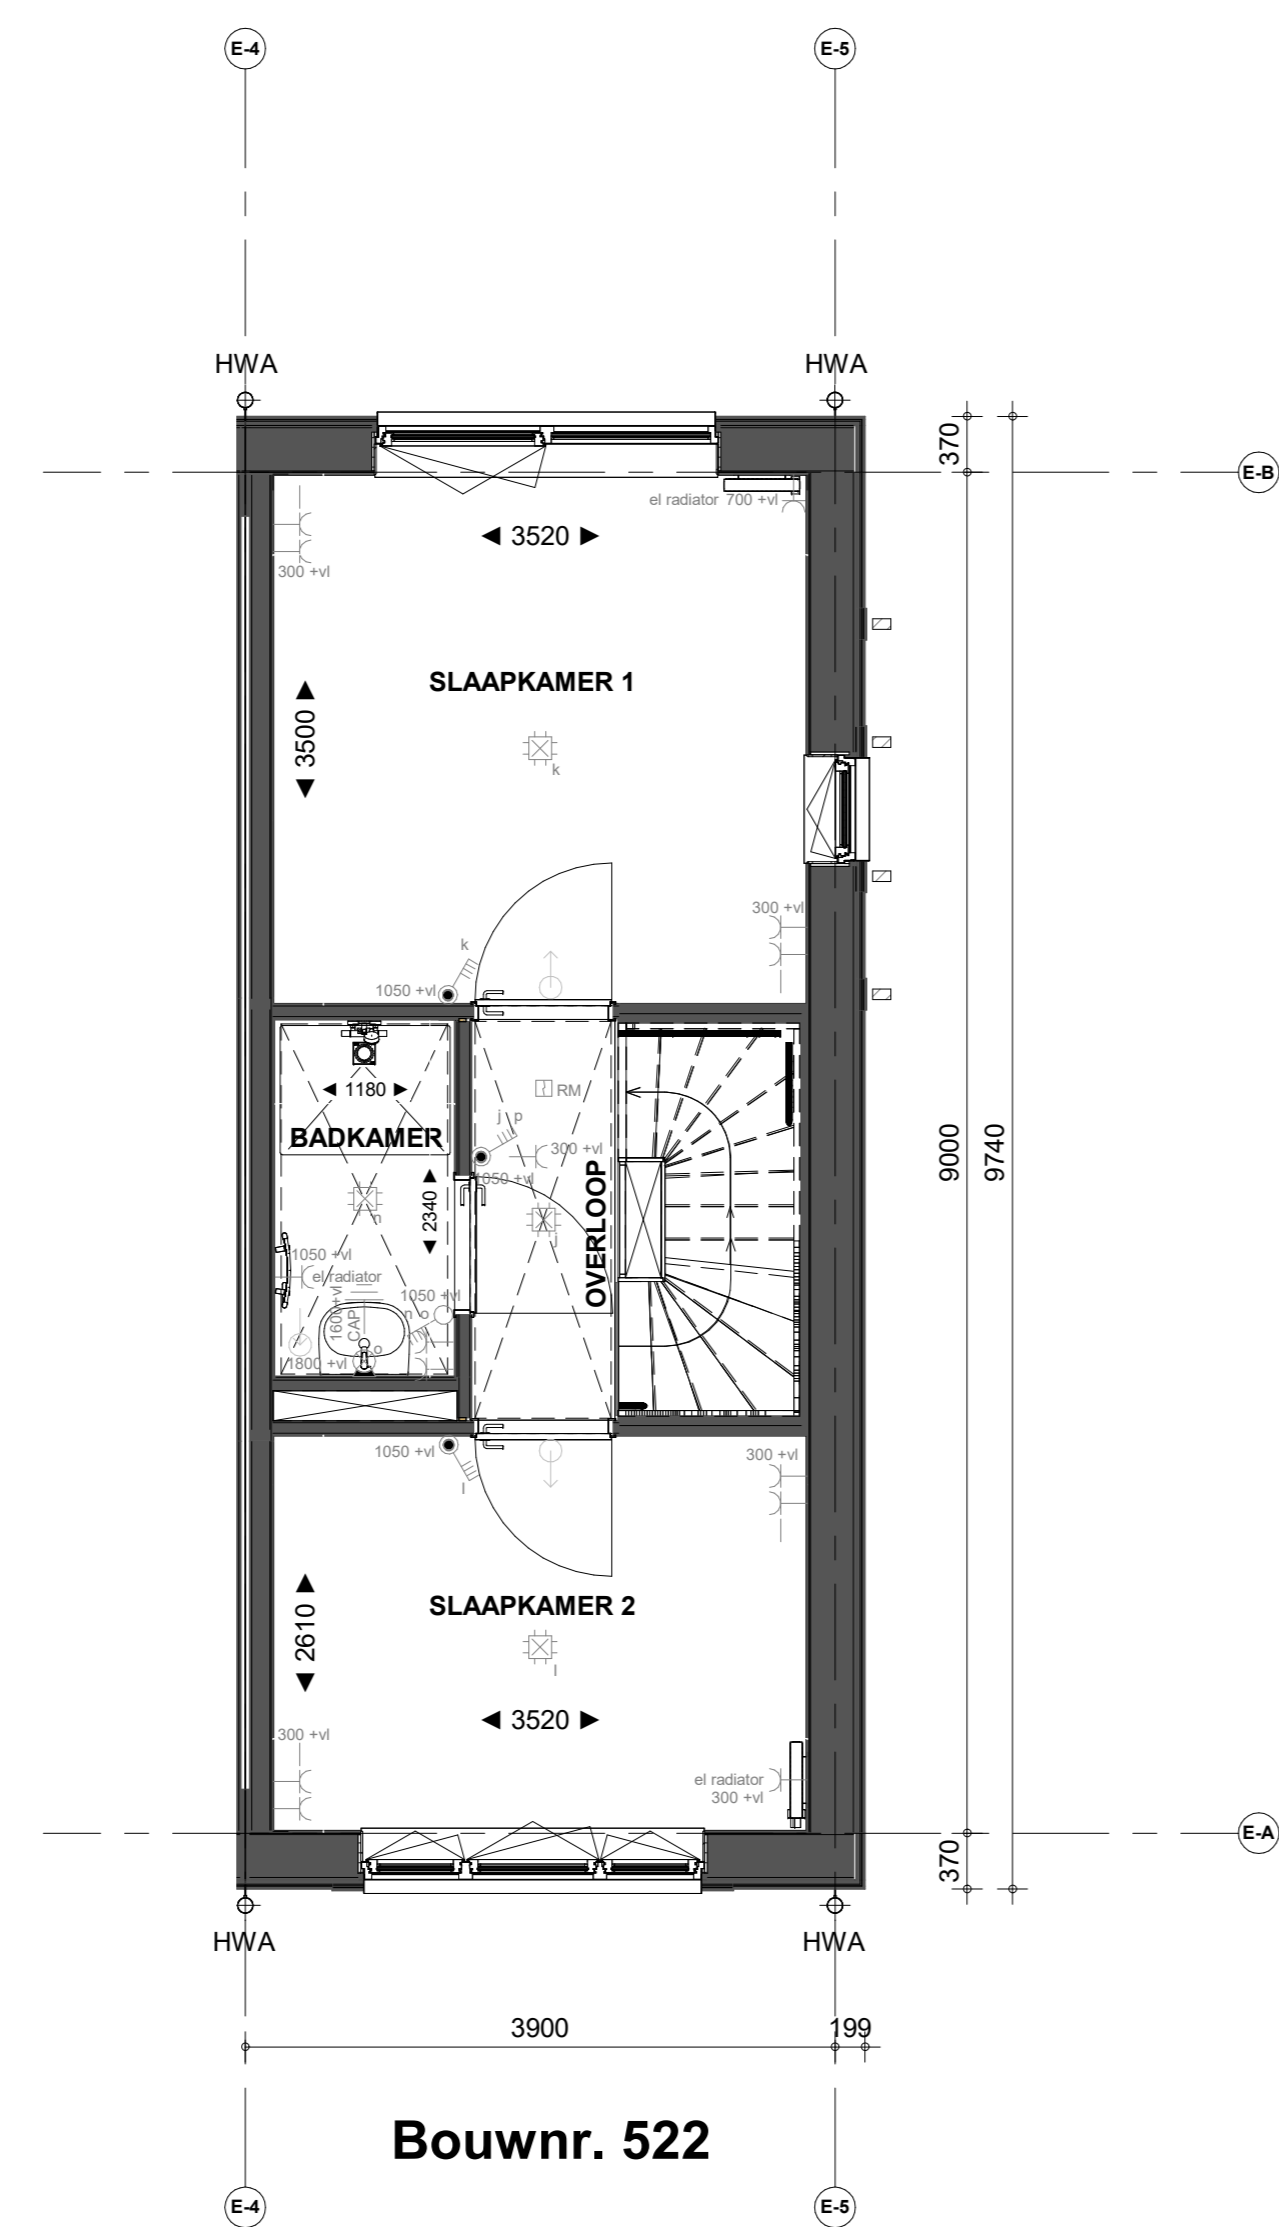 E-4
E-5
HWA
HWA
370
E-B
el radiator 700 +vl
◄ 3520 ►
300 +vl
SLAAPKAMER 1
◄ 3500 ►
k
300 +vl
k
1050 +vl
◄ 1180 ►
RM
j p
BADKAMER
300 +vl
1050 +vl
9000
9740
OVERLOOP
◄ 2340 ►
n
j
1050 +vl
el radiator
1050 +vl
n o
1600+vl
CAP
o
1800 +vl
1050 +vl
300 +vl
l
SLAAPKAMER 2
◄ 2610 ►
l
◄ 3520 ►
300 +vl
el radiator
300 +vl
E-A
370
HWA
HWA
3900
199
Bouwnr. 522
E-4
E-5